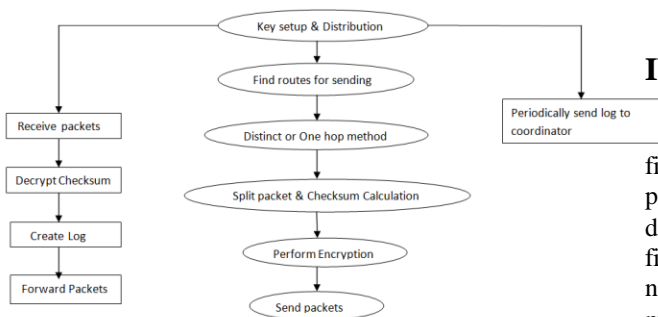 Key setup & Distribution
Find routes for sending
Distinct or One hop method
Split packet & Checksum Calculation
Perform Encryption
Send packets
Receive packets
Decrypt Checksum
Create Log
Forward Packets
Periodically send log to
coordinator